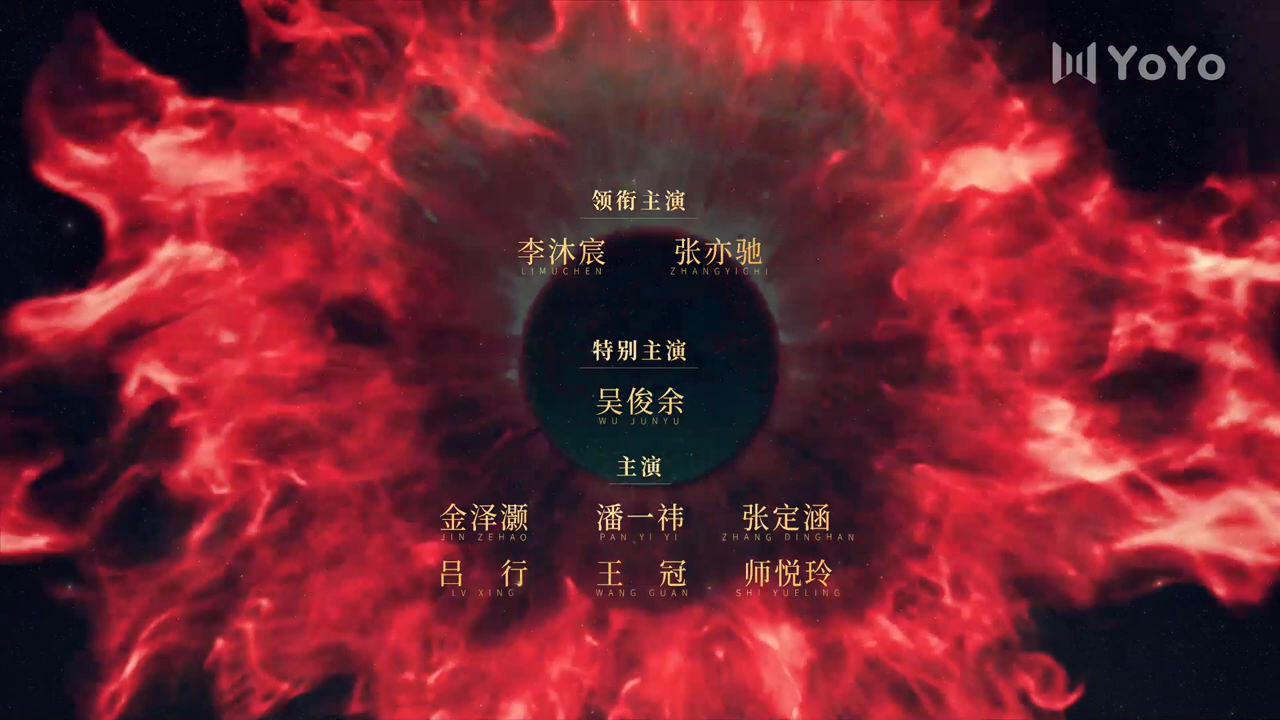 YoYo
领衔主演
李沐宸 张亦驰
LIMUCHEN ZHANGYICHI
特别主演
吴俊余
WU JUNYU
主演
金泽灏 潘一祎 张定涵
JIN ZEHAO PAN YI YI ZHANG DINGHAN
吕 行 王 冠 师悦玲
LV XING WANG GUAN SHI YUELING